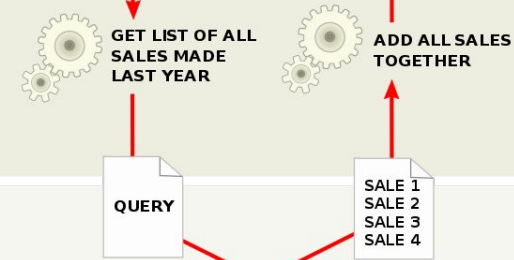 GET LIST OF ALL
SALES MADE
LAST YEAR
ADD ALL SALES
TOGETHER
QUERY
SALE 1
SALE 2
SALE 3
SALE 4